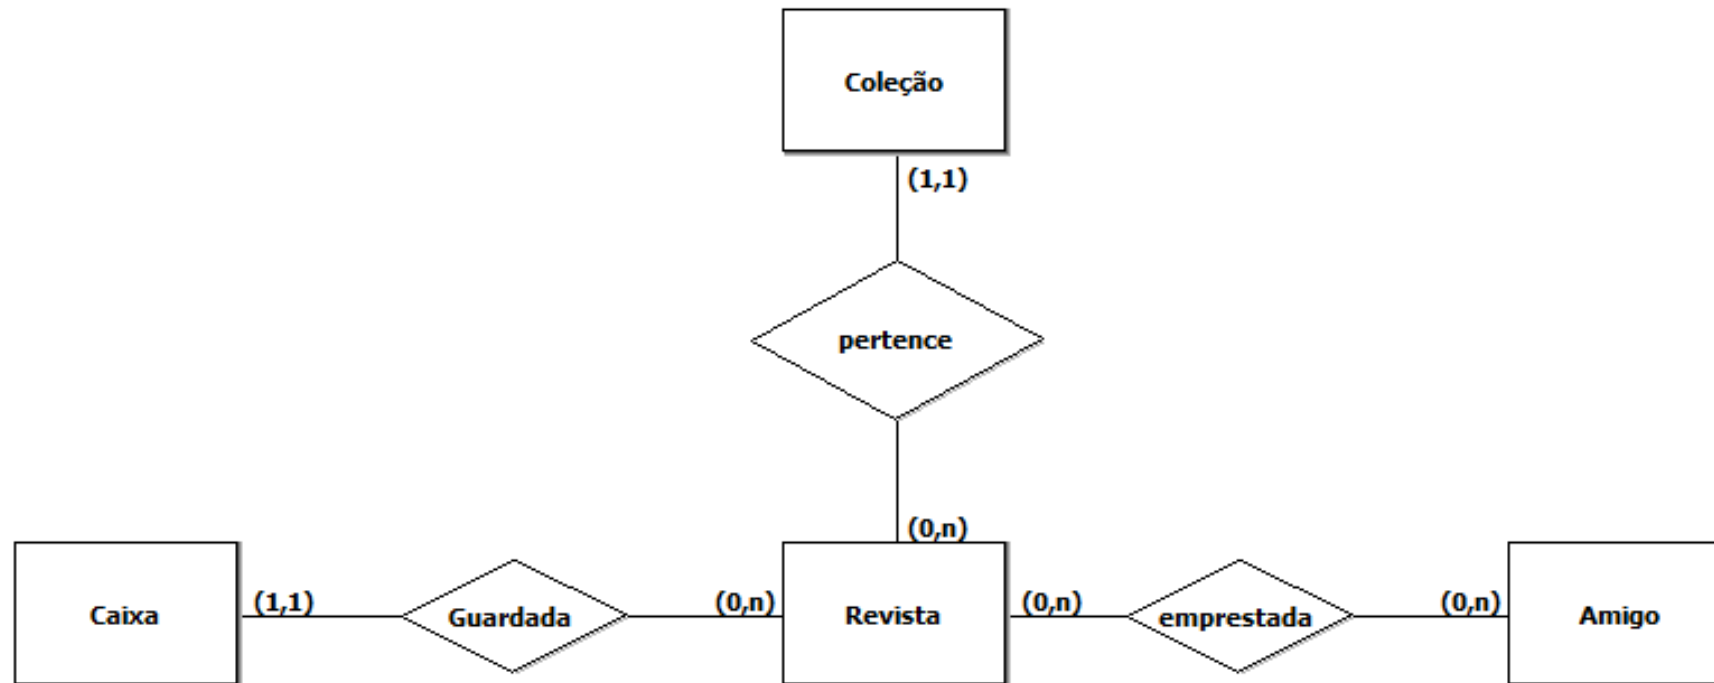 Coleção
(1,1)
pertence
(0,n)
Caixa
(1,1)
Guardada
(0,n)
Revista
(0,n)
emprestada
(0,n)
Amigo